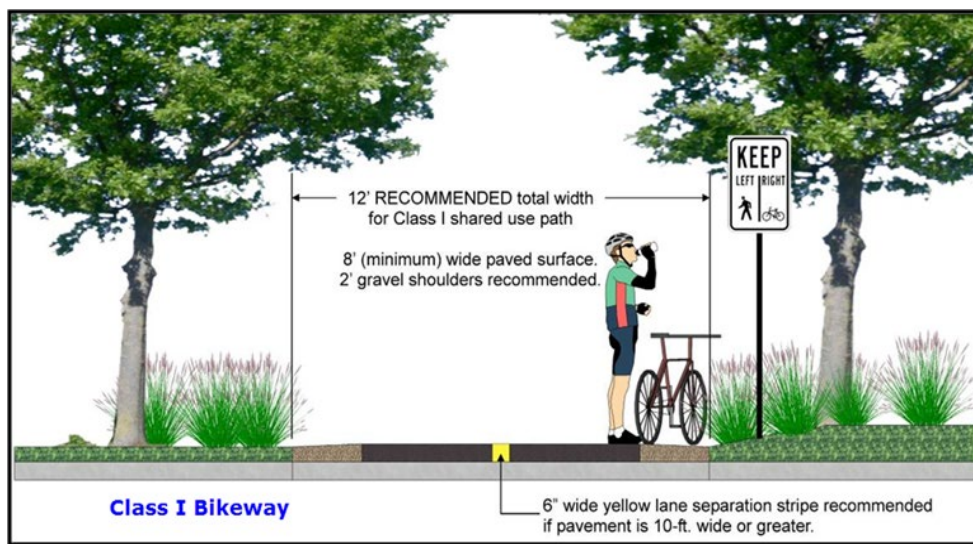 12' RECOMMENDED total width
for Class I shared use path
8' (minimum) wide paved surface.
2' gravel shoulders recommended.
KEEP
LEFT RIGHT
Class I Bikeway
6" wide yellow lane separation stripe recommended
if pavement is 10-ft. wide or greater.